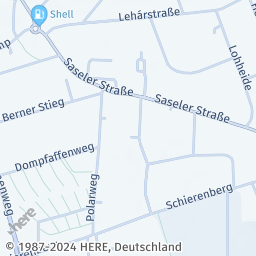 Shell
Lehárstraße
Saseler Straße
Lohheide
Saseler Straße
Berner Stieg
Dompfaffenweg
Polarweg
Schierenberg
here
© 1987-2024 HERE, Deutschland